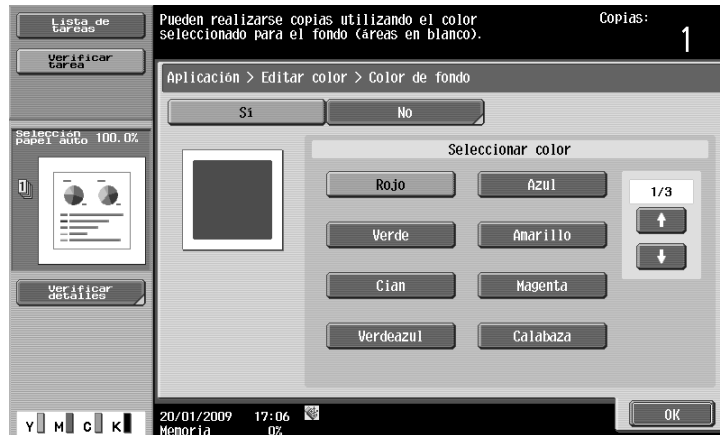 Lista de
tareas
Verificar
tarea
Pueden realizarse copias utilizando el color
seleccionado para el fondo (áreas en blanco).
Copias:
1
Aplicación > Editar color > Color de fondo
Sí
No
Selección
papel auto 100.0%
1
Seleccionar color
Rojo
Azul
1/3
Verde
Amarillo
Cian
Magenta
Verdeazul
Calabaza
Verificar
detalles
OK
Y M C K
20/01/2009 17:06
Memoria 0%